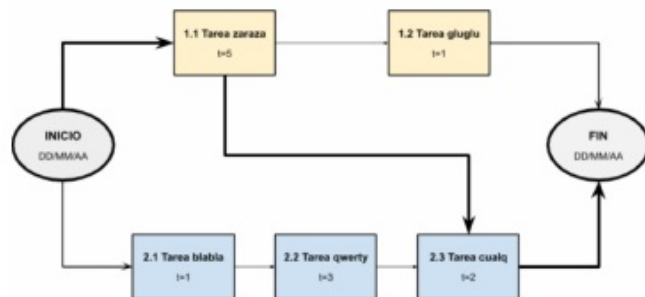 1.1 Tarea zaraza
t=5
1.2 Tarea gluglu
t=1
INICIO
DD/MM/AA
FIN
DD/MM/AA
2.1 Tarea blabla
t=1
2.2 Tarea qwerty
t=3
2.3 Tarea cualq
t=2